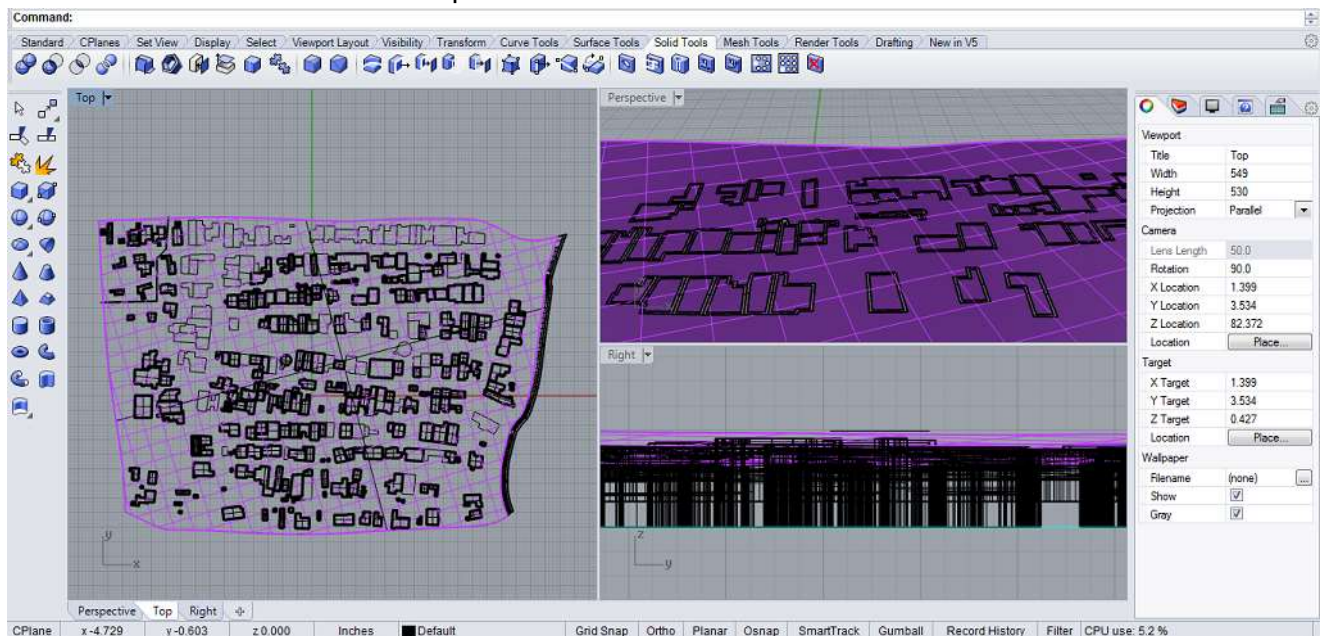 Command:
Standard CPlanes Set View Display Select Viewport Layout Visibility Transform Curve Tools Surface Tools Solid Tools Mesh Tools Render Tools Drafting New in V5
Top
Perspective
Right
y
x
z
y
Viewport
Title Top
Width 549
Height 530
Projection Parallel
Camera
Lens Length 50.0
Rotation 90.0
X Location 1.399
Y Location 3.534
Z Location 82.372
Location Place...
Target
X Target 1.399
Y Target 3.534
Z Target 0.427
Location Place...
Wallpaper
Filename (none) ...
Show
Gray
Perspective Top Right
CPlane x -4.729 y -0.603 z 0.000 Inches Default Grid Snap Ortho Planar Osnap SmartTrack Gumball Record History Filter CPU use: 5.2 %